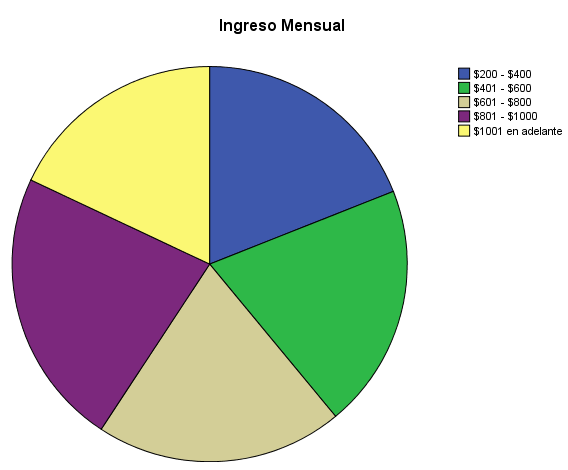 Ingreso Mensual
$200 - $400
$401 - $600
$601 - $800
$801 - $1000
$1001 en adelante